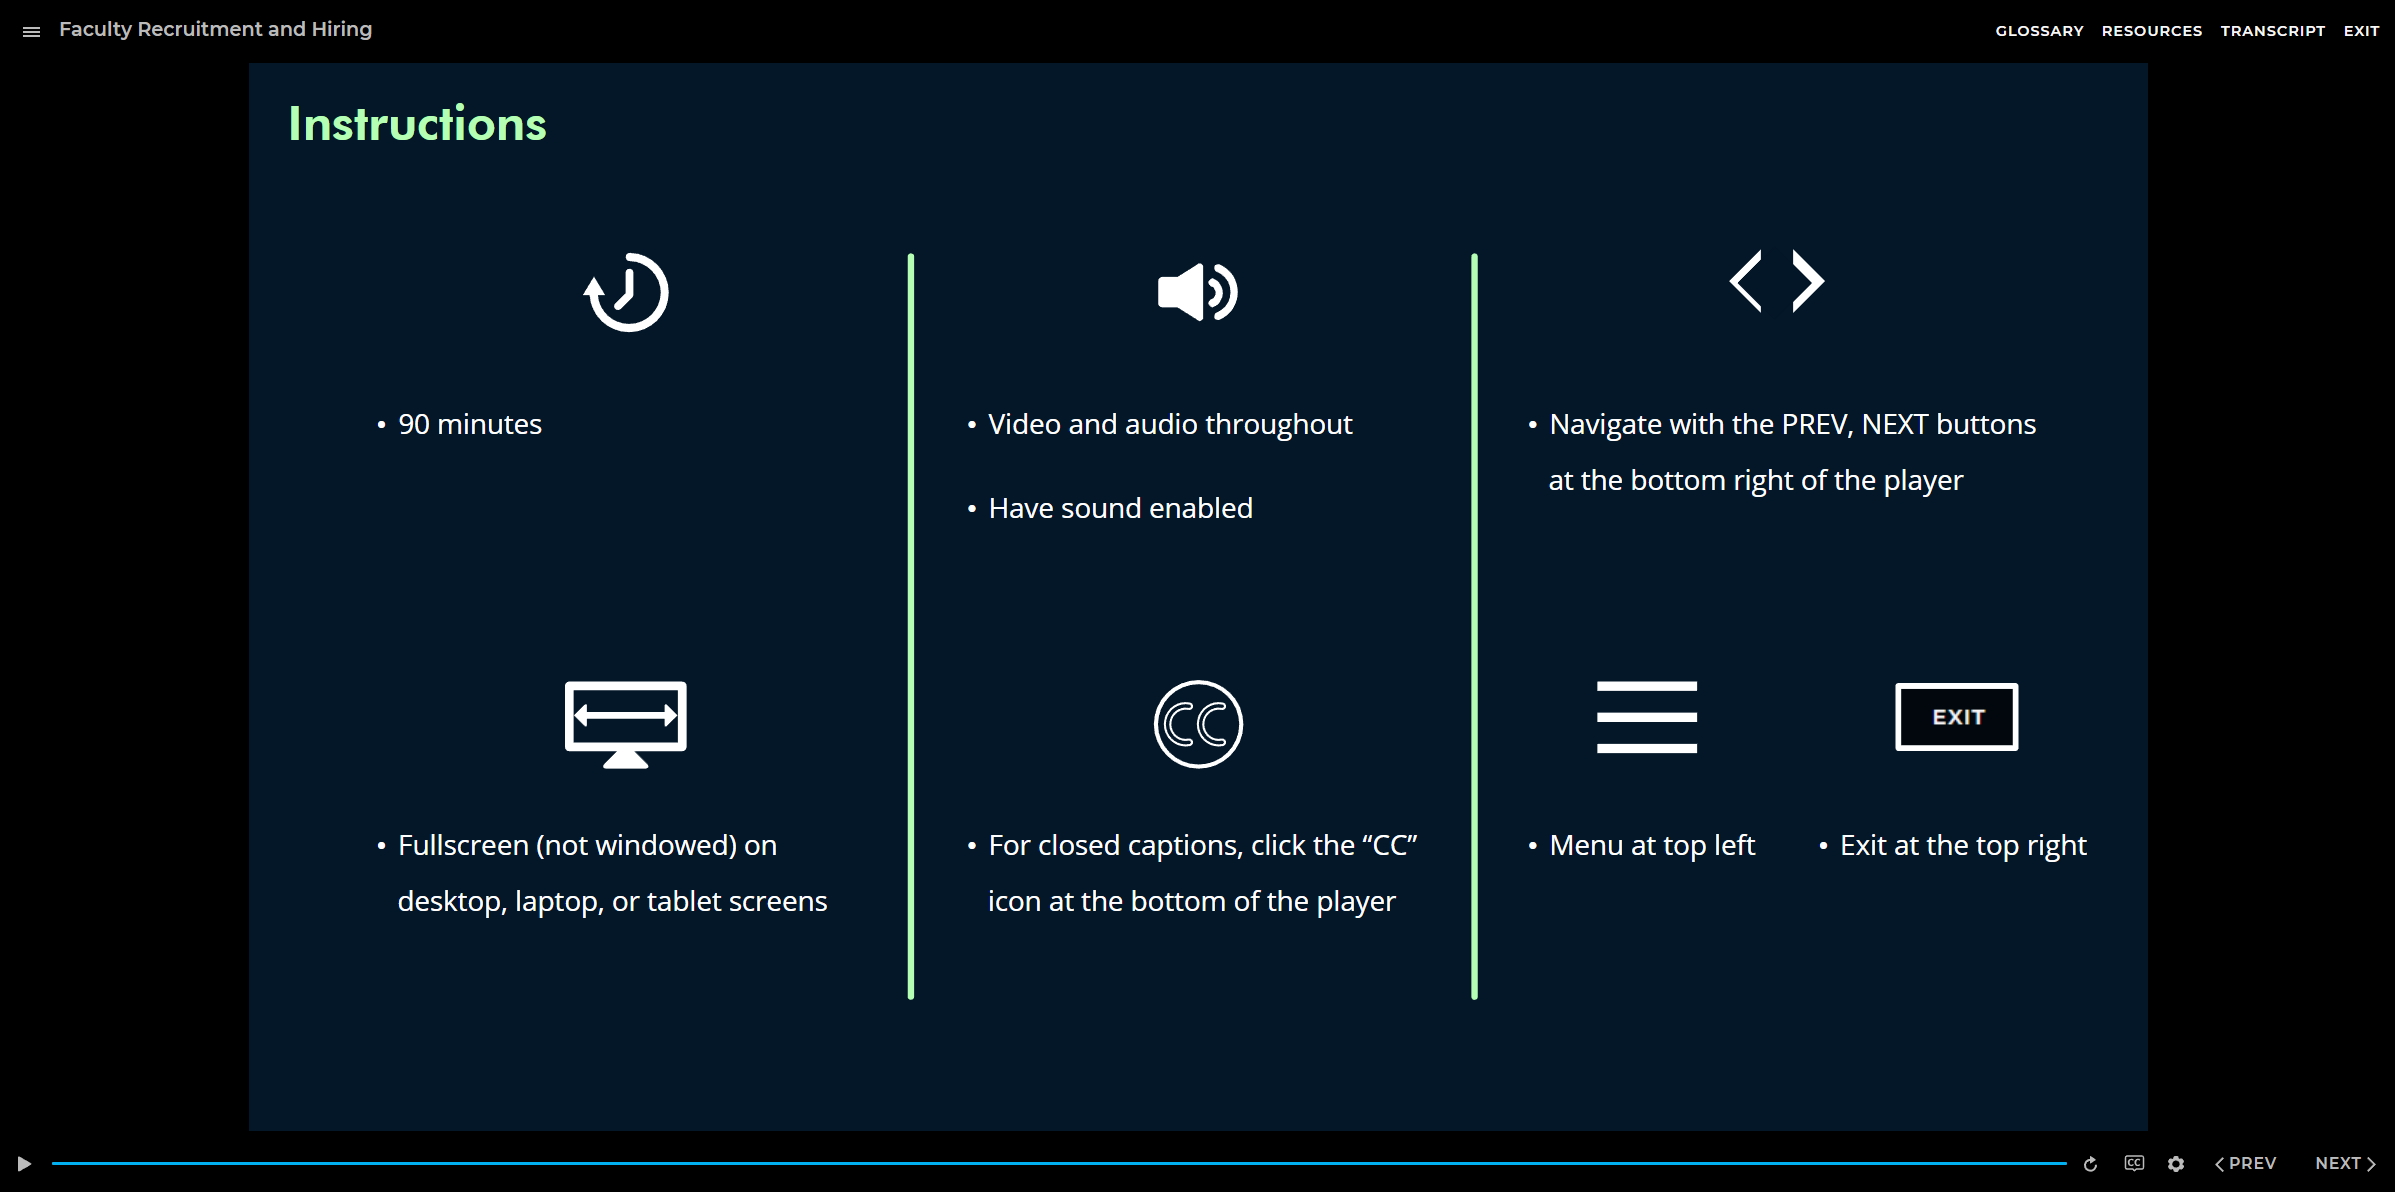 Faculty Recruitment and Hiring
GLOSSARY RESOURCES TRANSCRIPT EXIT
Instructions
• 90 minutes
• Video and audio throughout
• Have sound enabled
• Navigate with the PREV, NEXT buttons
at the bottom right of the player
• Fullscreen (not windowed) on
desktop, laptop, or tablet screens
CC
• For closed captions, click the “CC”
icon at the bottom of the player
• Menu at top left
EXIT
• Exit at the top right
CC
PREV
NEXT